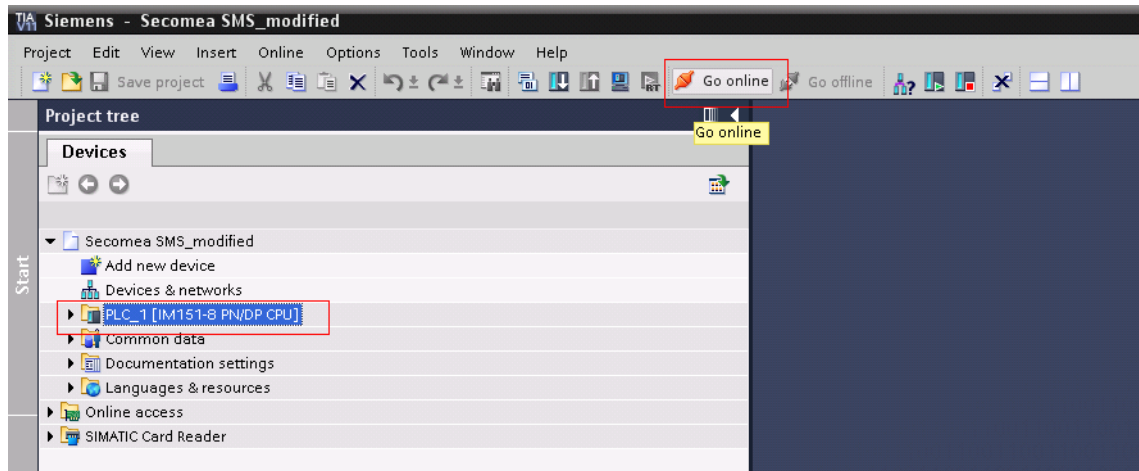 TIA V11 Siemens - Secomea SMS_modified
Project Edit View Insert Online Options Tools Window Help
Save project Go online Go offline
Project tree
Go online
Devices
Start
Secomea SMS_modified
Add new device
Devices & networks
PLC_1 [IM151-8 PN/DP CPU]
Common data
Documentation settings
Languages & resources
Online access
SIMATIC Card Reader